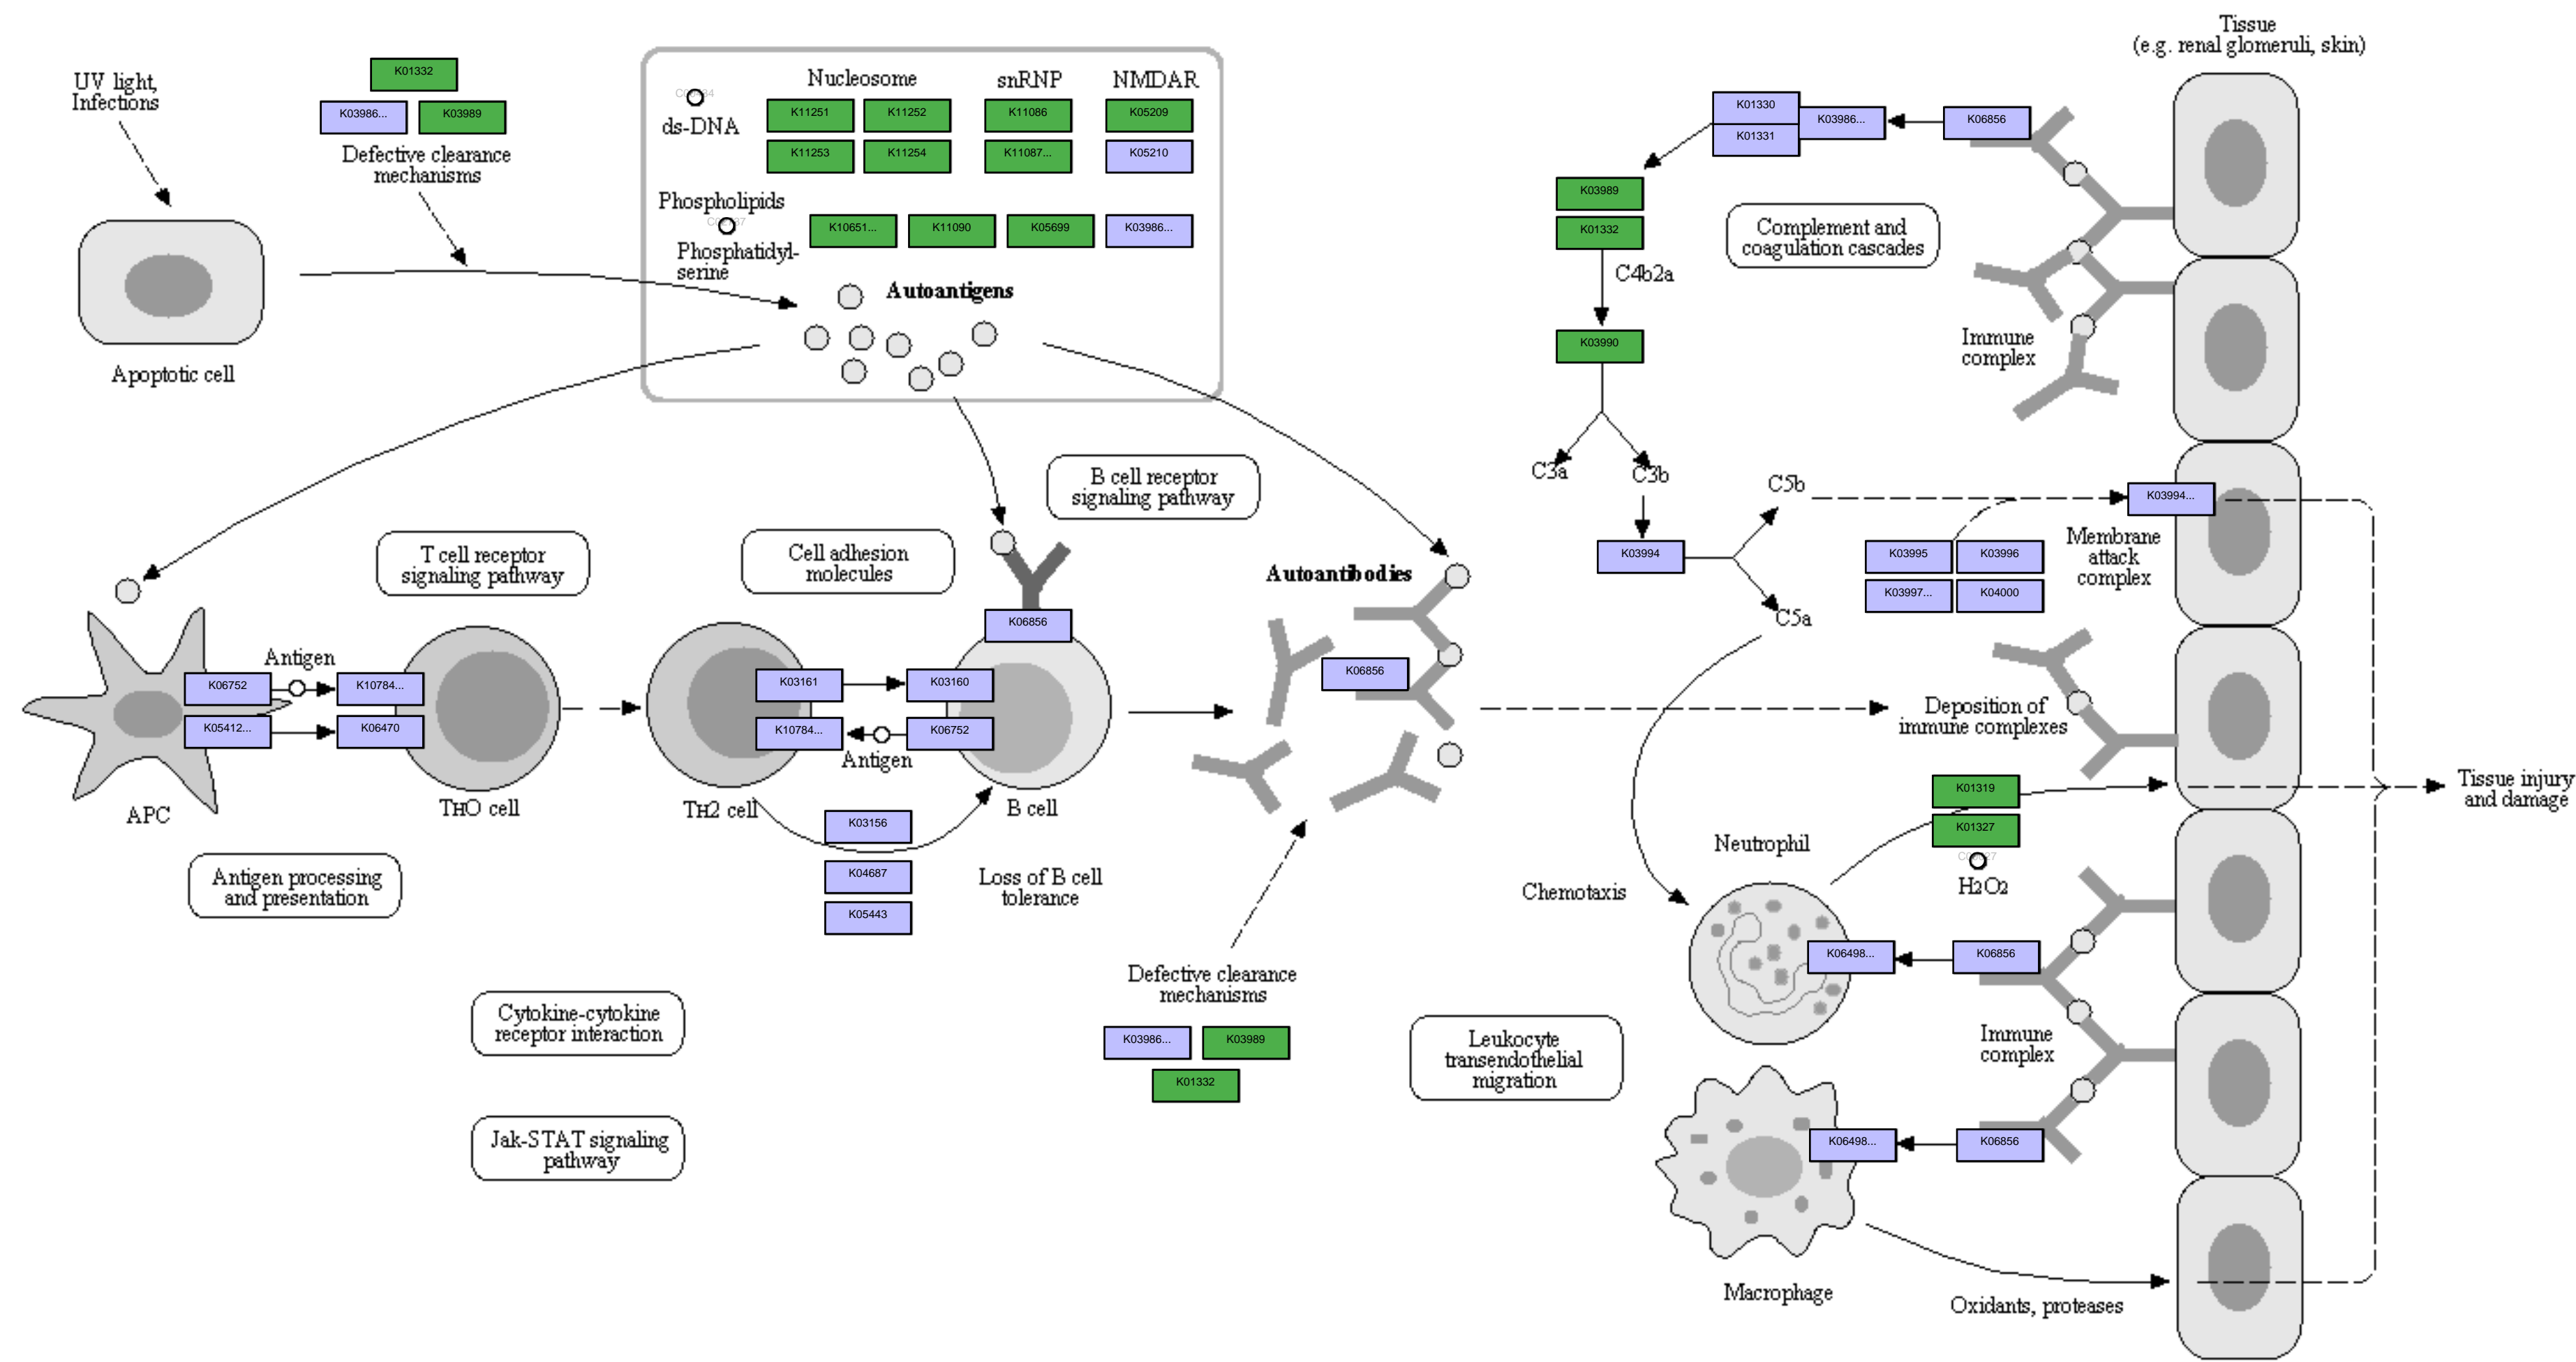 Tissue
(e.g. renal glomeruli, skin)
UV light,
Infections
K01332
K03986...
K03989
Defective clearance
mechanisms
Apoptotic cell
Nucleosome
snRNP
NMDAR
ds-DNA
K11251
K11252
K11086
K05209
K11253
K11254
K11087...
K05210
Phospholipids
Phosphatidyl-
serine
K10651...
K11090
K05699
K03986...
Autoantigens
K01330
K01331
K03986...
K06856
K03989
K01332
C4b2a
Complement and
coagulation cascades
K03990
Immune
complex
C3a
C3b
C5b
K03994
C5a
K03994...
K03995
K03996
K03997...
K04000
Membrane
attack
complex
B cell receptor
signaling pathway
T cell receptor
signaling pathway
Cell adhesion
molecules
Autoantibodies
K06856
K06856
Antigen
K06752
K10784...
K05412...
K06470
K03161
K03160
K10784...
K06752
Antigen
APC
TH0 cell
TH2 cell
B cell
K03156
K04687
K05443
Loss of B cell
tolerance
Antigen processing
and presentation
Deposition of
immune complexes
K01319
K01327
H2O2
Tissue injury
and damage
Neutrophil
Chemotaxis
K06498...
K06856
Defective clearance
mechanisms
K03986...
K03989
K01332
Cytokine-cytokine
receptor interaction
Jak-STAT signaling
pathway
Leukocyte
transendothelial
migration
Immune
complex
K06498...
K06856
Macrophage
Oxidants, proteases